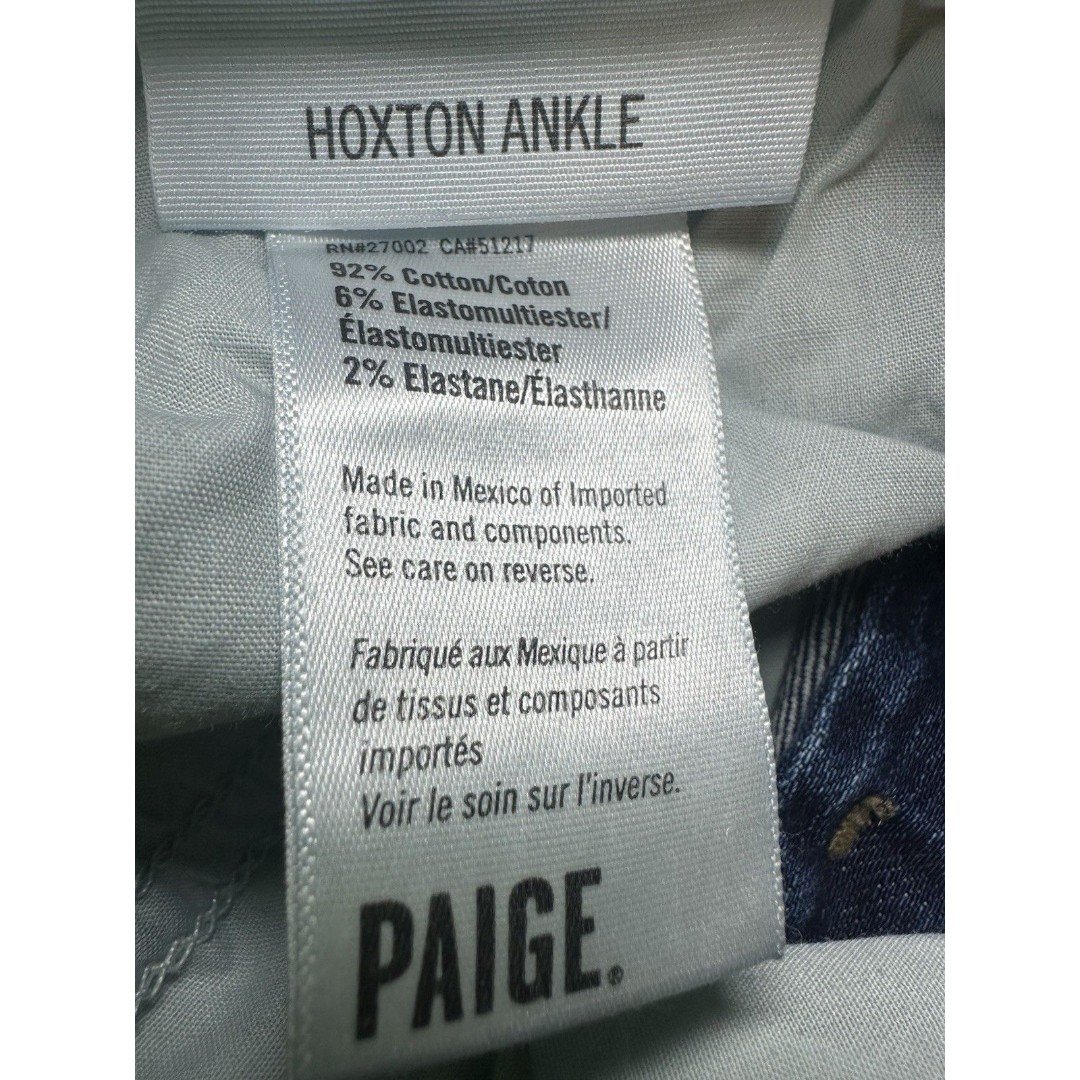 HOXTON ANKLE
RN#27002 CA#51217
92% Cotton/Coton
6% Elastomultiester/
Élastomultiester
2% Elastane/Élasthanne
Made in Mexico of Imported
fabric and components.
See care on reverse.
Fabriqué aux Mexique à partir
de tissus et composants
importés
Voir le soin sur l'inverse.
PAIGE.®